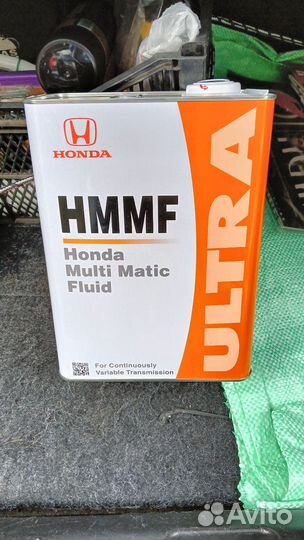 HONDA
HMMF
Honda
Multi Matic
Fluid
ULTRA
For Continuously
Variable Transmission
Avito